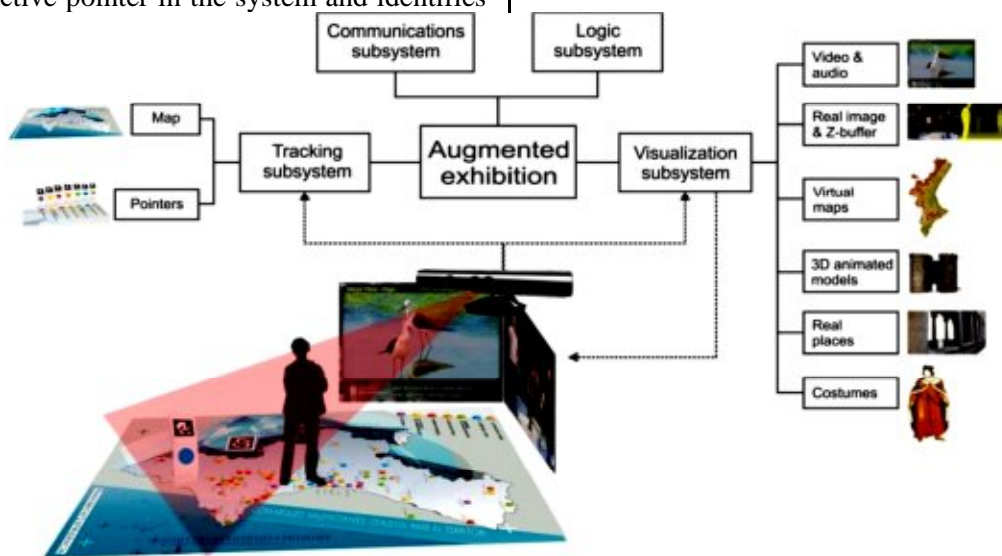 ctive pointer in the system and identifies
Communications
subsystem
Logic
subsystem
Map
Pointers
Tracking
subsystem
Augmented
exhibition
Visualization
subsystem
Video &
audio
Real image
& Z-buffer
Virtual
maps
3D animated
models
Real
places
Costumes